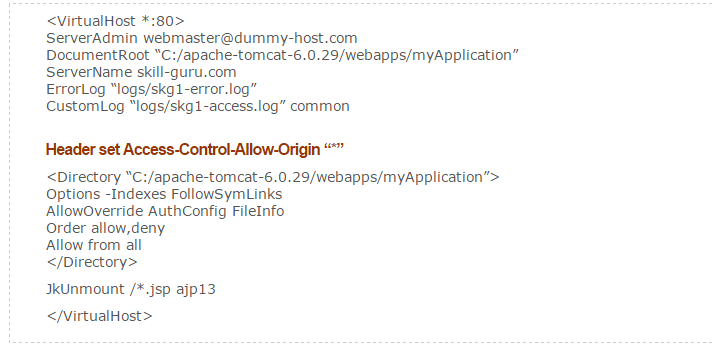 <VirtualHost *:80>
ServerAdmin webmaster@dummy-host.com
DocumentRoot “C:/apache-tomcat-6.0.29/webapps/myApplication”
ServerName skill-guru.com
ErrorLog “logs/skg1-error.log”
CustomLog “logs/skg1-access.log” common
Header set Access-Control-Allow-Origin “*”
<Directory “C:/apache-tomcat-6.0.29/webapps/myApplication”>
Options -Indexes FollowSymLinks
AllowOverride AuthConfig FileInfo
Order allow,deny
Allow from all
</Directory>
JkUnmount /*.jsp ajp13
</VirtualHost>